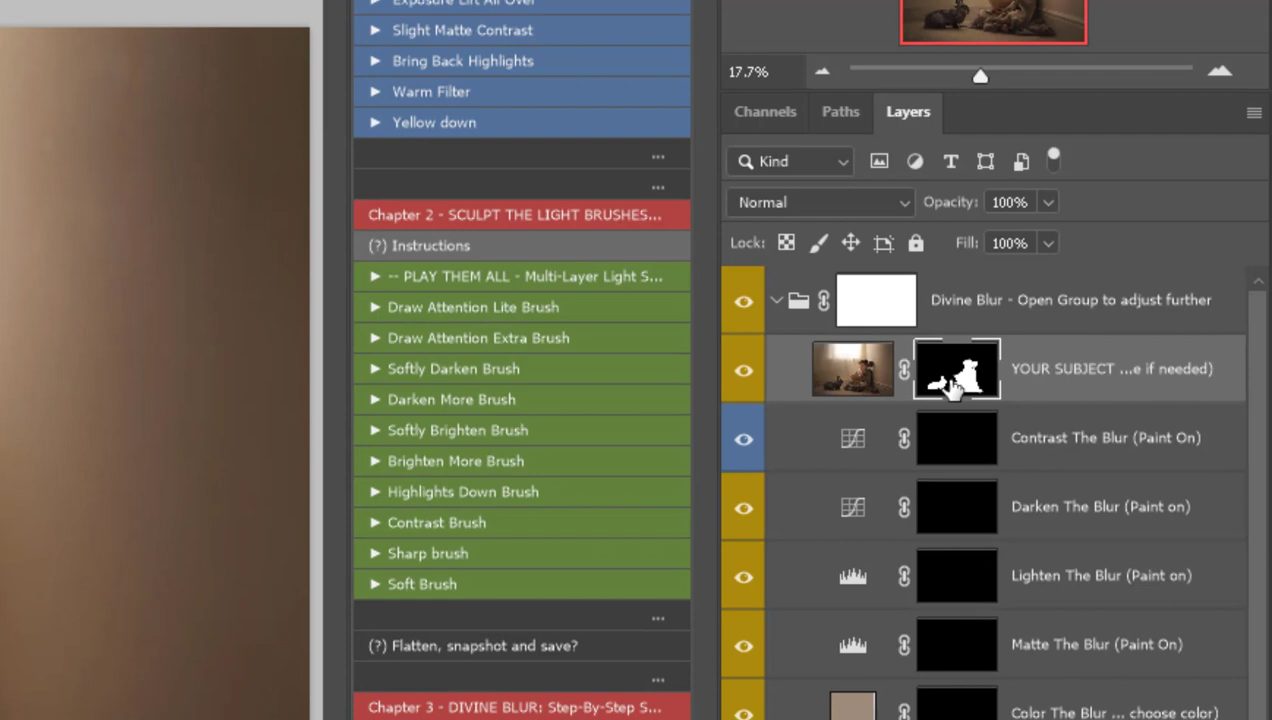 Exposure Lift All Over
Slight Matte Contrast
Bring Back Highlights
Warm Filter
Yellow down
...
...
Chapter 2 - SCULPT THE LIGHT BRUSHES...
(?) Instructions
-- PLAY THEM ALL - Multi-Layer Light S...
Draw Attention Lite Brush
Draw Attention Extra Brush
Softly Darken Brush
Darken More Brush
Softly Brighten Brush
Brighten More Brush
Highlights Down Brush
Contrast Brush
Sharp brush
Soft Brush
...
(?) Flatten, snapshot and save?
...
Chapter 3 - DIVINE BLUR: Step-By-Step S...
17.7%
Channels Paths Layers
Kind
Normal Opacity: 100%
Lock: Fill: 100%
Divine Blur - Open Group to adjust further
YOUR SUBJECT ...e if needed)
Contrast The Blur (Paint On)
Darken The Blur (Paint on)
Lighten The Blur (Paint on)
Matte The Blur (Paint On)
Color The Blur ... choose color)